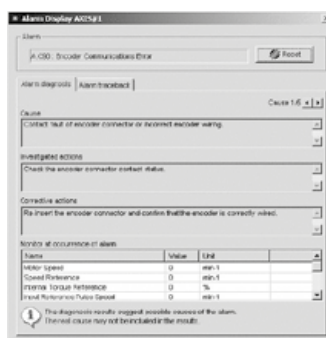 Alarm Display AXIS#1
Alarm
A.C90 : Encoder Communications Error
Reset
Alarm diagnosis
Alarm traceback
Cause 1/6
Cause
Contact fault of encoder connector or incorrect encoder wiring.
Investigated actions
Check the encoder connector contact status.
Corrective actions
Re-insert the encoder connector and confirm that the encoder is correctly wired.
Monitor at occurrence of alarm
Name Value Unit
Motor Speed 0 min-1
Speed Reference 0 min-1
Internal Torque Reference 0 %
Input Reference Pulse Speed 0 min-1
The diagnosis results suggest possible causes of the alarm.
The real cause may not be included in the results.